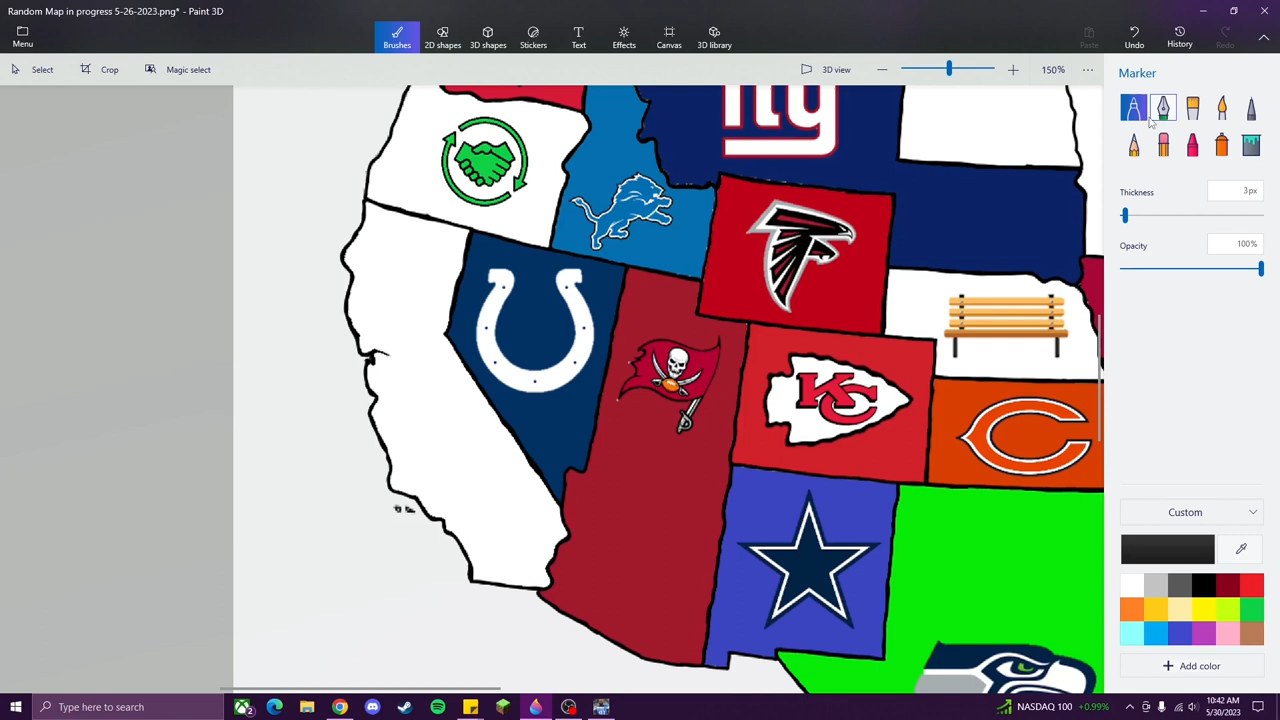 Random Map in progress 5-26-2023.png* - Paint 3D
Menu
Brushes
2D shapes
3D shapes
Stickers
Text
Effects
Canvas
3D library
Paste
Undo
History
Redo
Select
Crop
Magic select
3D view
150%
Marker
Thickness
3px
Opacity
100%
ny
KC
C
Custom
Add color
Type here to search
2
NASDAQ 100 +0.99%
10:42 AM
5/30/2023